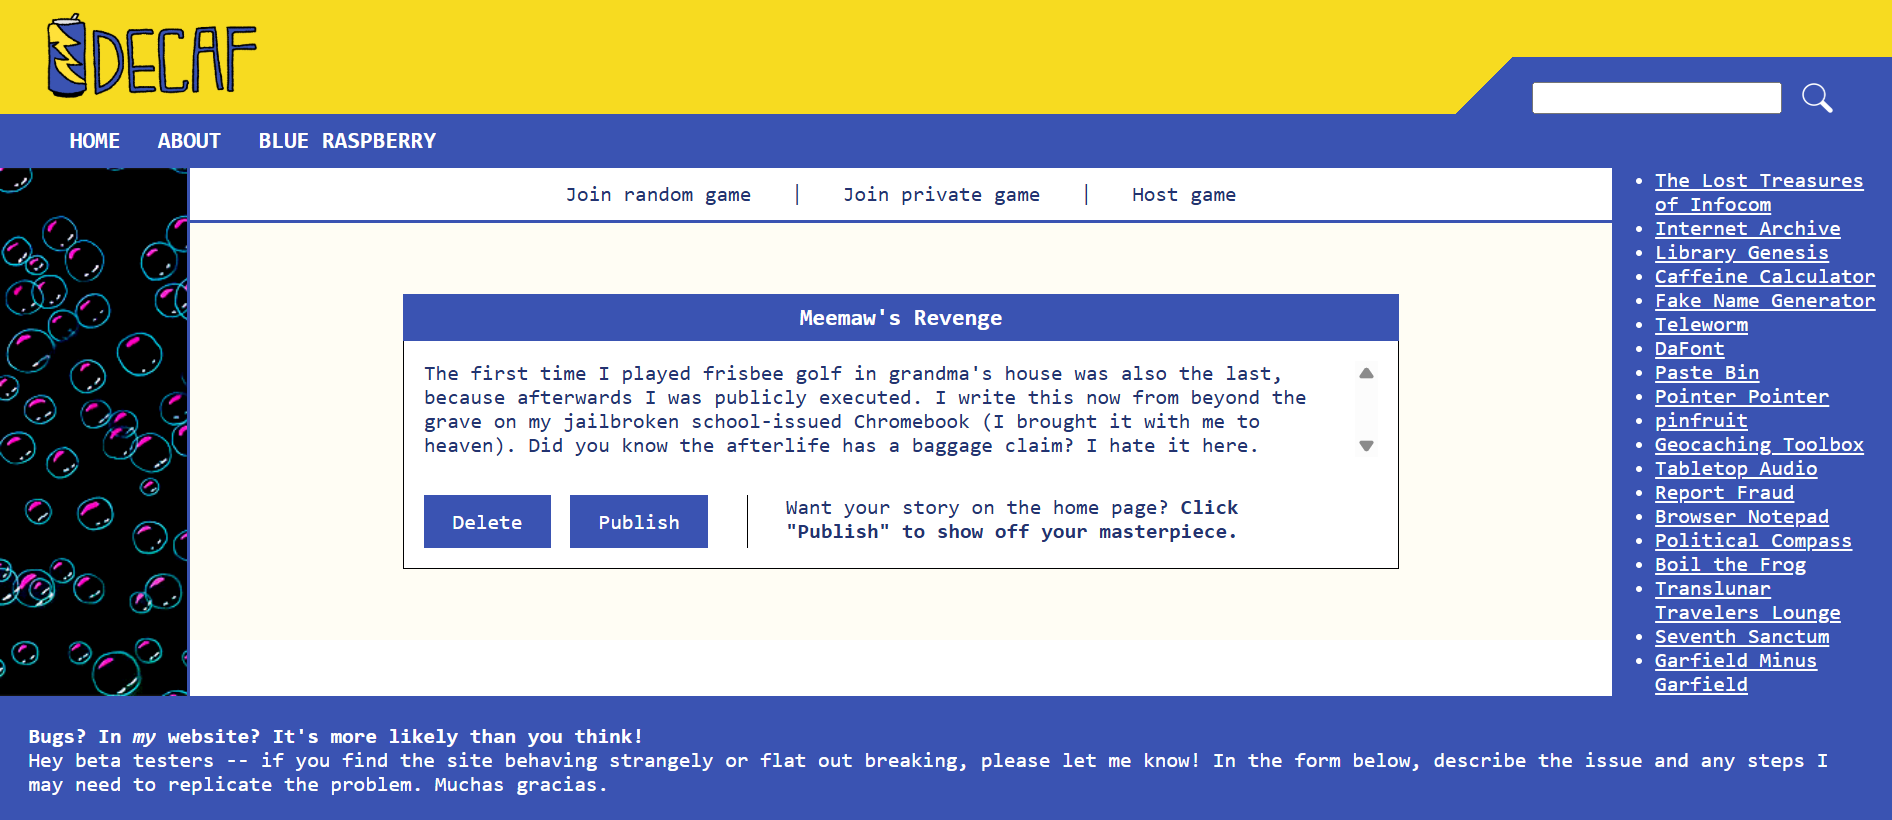 DECAF
HOME ABOUT BLUE RASPBERRY
Join random game | Join private game | Host game
Meemaw's Revenge
The first time I played frisbee golf in grandma's house was also the last,
because afterwards I was publicly executed. I write this now from beyond the
grave on my jailbroken school-issued Chromebook (I brought it with me to
heaven). Did you know the afterlife has a baggage claim? I hate it here.
Delete Publish
Want your story on the home page? Click
"Publish" to show off your masterpiece.
The Lost Treasures
of Infocom
Internet Archive
Library Genesis
Caffeine Calculator
Fake Name Generator
Teleworm
DaFont
Paste Bin
Pointer Pointer
pinfruit
Geocaching Toolbox
Tabletop Audio
Report Fraud
Browser Notepad
Political Compass
Boil the Frog
Translunar
Travelers Lounge
Seventh Sanctum
Garfield Minus
Garfield
Bugs? In my website? It's more likely than you think!
Hey beta testers -- if you find the site behaving strangely or flat out breaking, please let me know! In the form below, describe the issue and any steps I
may need to replicate the problem. Muchas gracias.